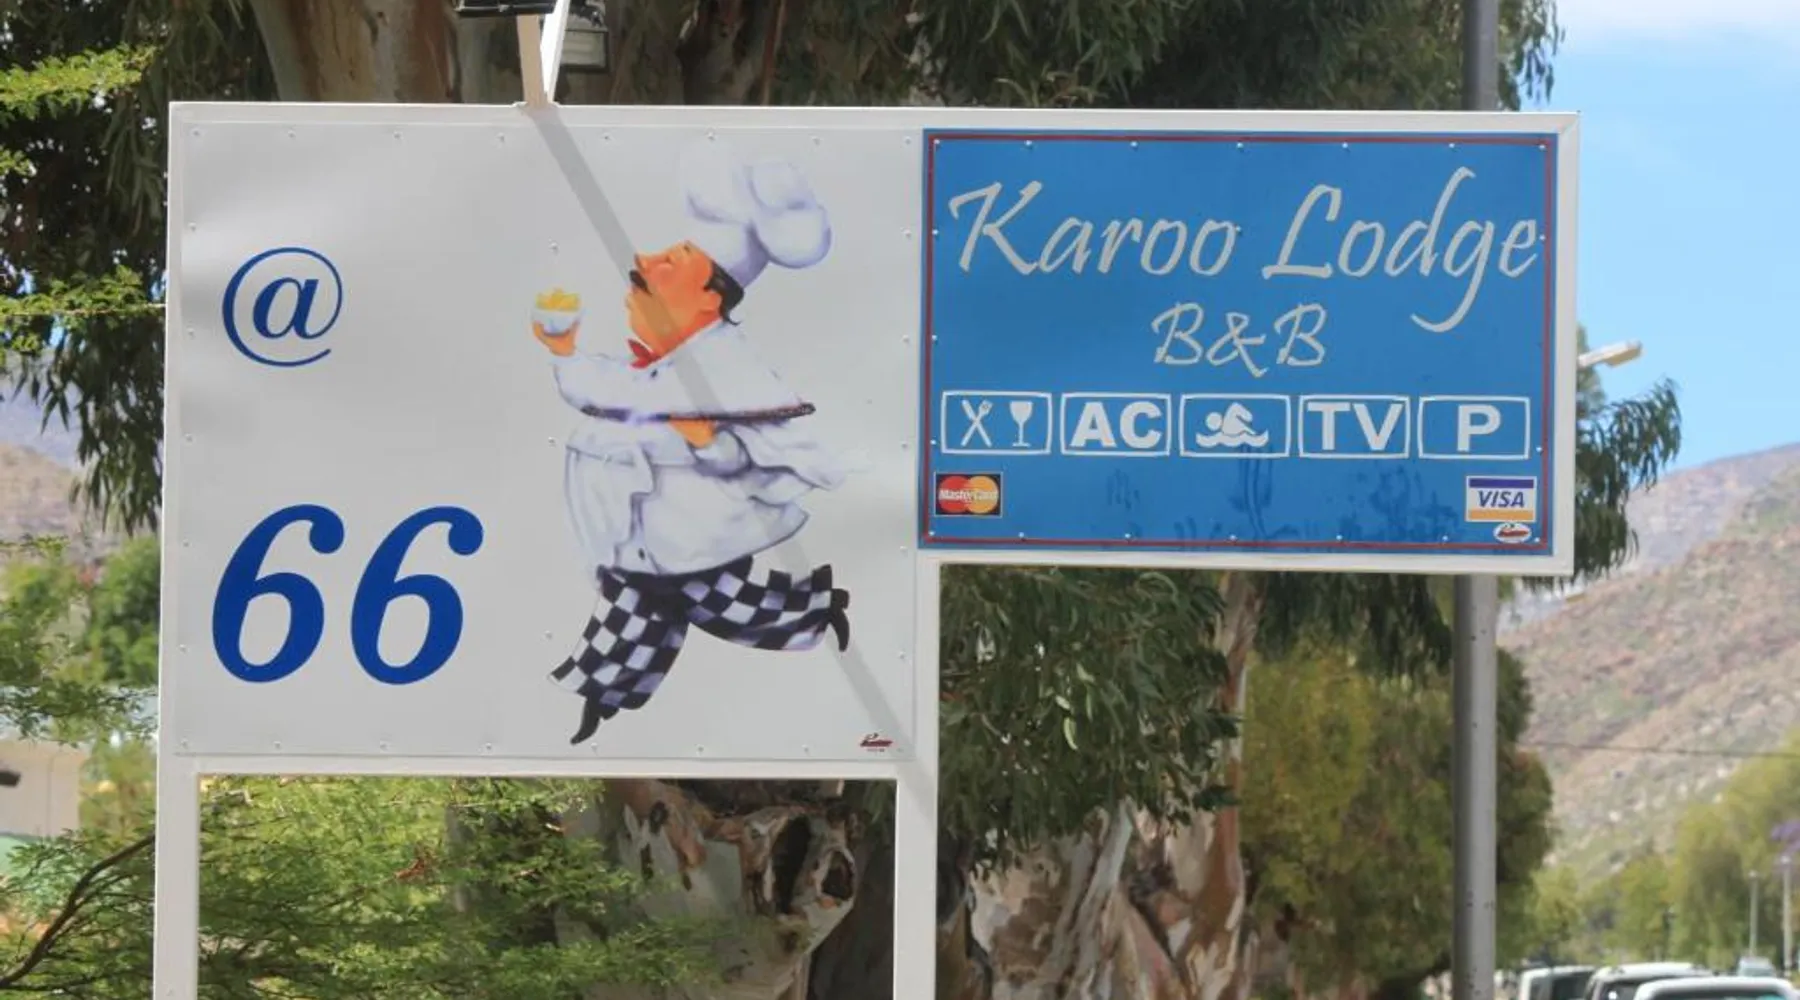 @
66
Karoo Lodge
B&B
AC TV P
MasterCard
VISA